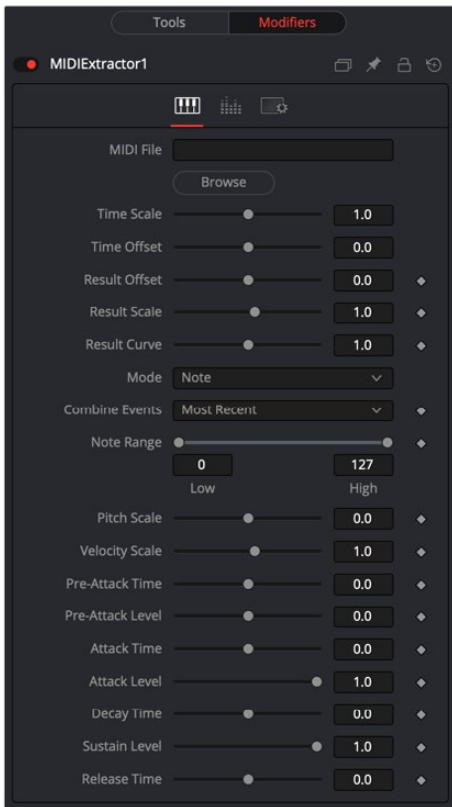 Tools Modifiers
MIDIExtractor1
MIDI File
Browse
Time Scale 1.0
Time Offset 0.0
Result Offset 0.0
Result Scale 1.0
Result Curve 1.0
Mode Note
Combine Events Most Recent
Note Range
0 127
Low High
Pitch Scale 0.0
Velocity Scale 1.0
Pre-Attack Time 0.0
Pre-Attack Level 0.0
Attack Time 0.0
Attack Level 1.0
Decay Time 0.0
Sustain Level 1.0
Release Time 0.0